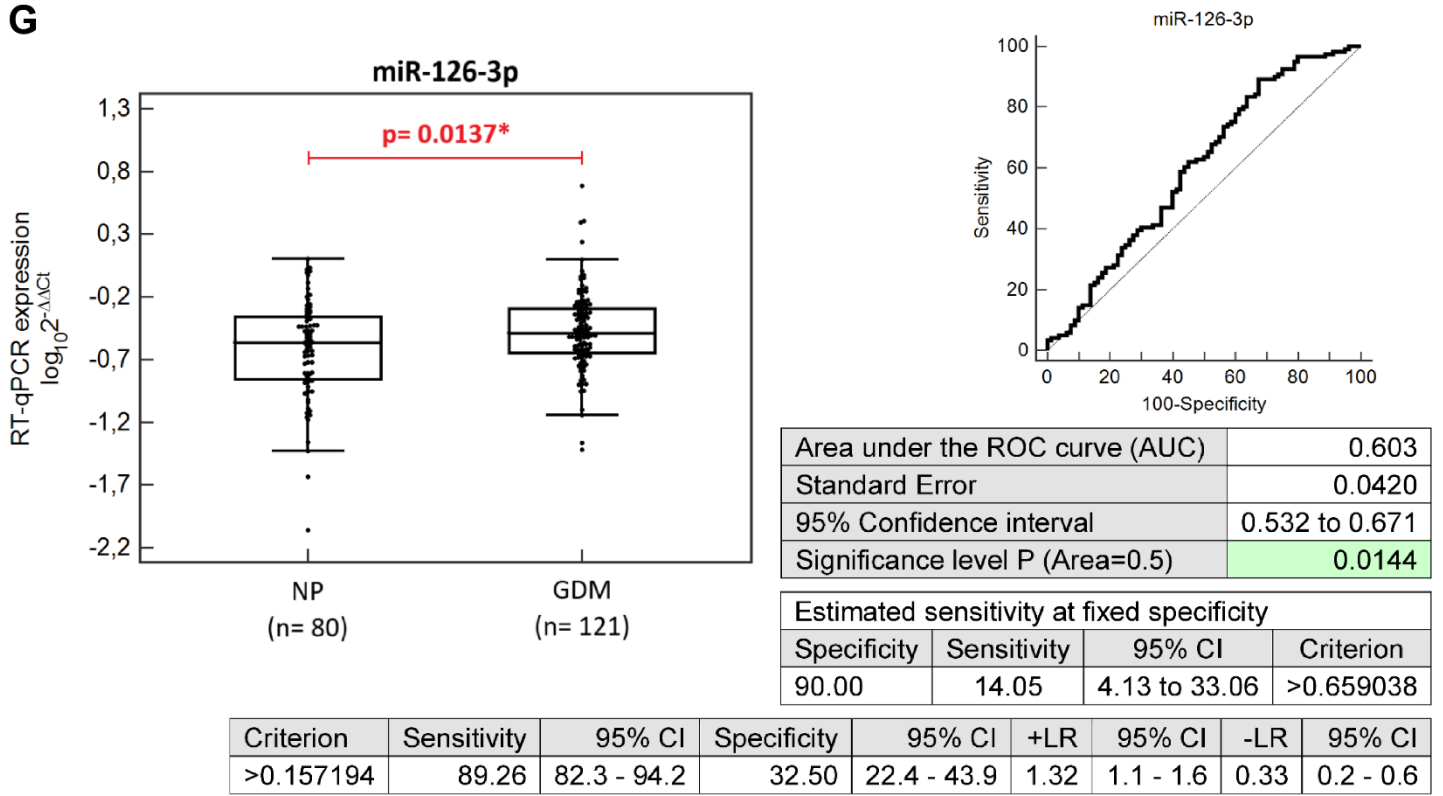 G
miR-126-3p
p= 0.0137*
1,3
0,8
0,3
-0,2
-0,7
-1,2
-1,7
-2,2
RT-qPCR expression
log₁₀2^-ΔΔCt
NP
(n= 80)
GDM
(n= 121)
miR-126-3p
100
80
60
40
20
0
Sensitivity
0 20 40 60 80 100
100-Specificity
Area under the ROC curve (AUC) 0.603
Standard Error 0.0420
95% Confidence interval 0.532 to 0.671
Significance level P (Area=0.5) 0.0144
Estimated sensitivity at fixed specificity
Specificity Sensitivity 95% CI Criterion
90.00 14.05 4.13 to 33.06 >0.659038
Criterion Sensitivity 95% CI Specificity 95% CI +LR 95% CI -LR 95% CI
>0.157194 89.26 82.3 - 94.2 32.50 22.4 - 43.9 1.32 1.1 - 1.6 0.33 0.2 - 0.6